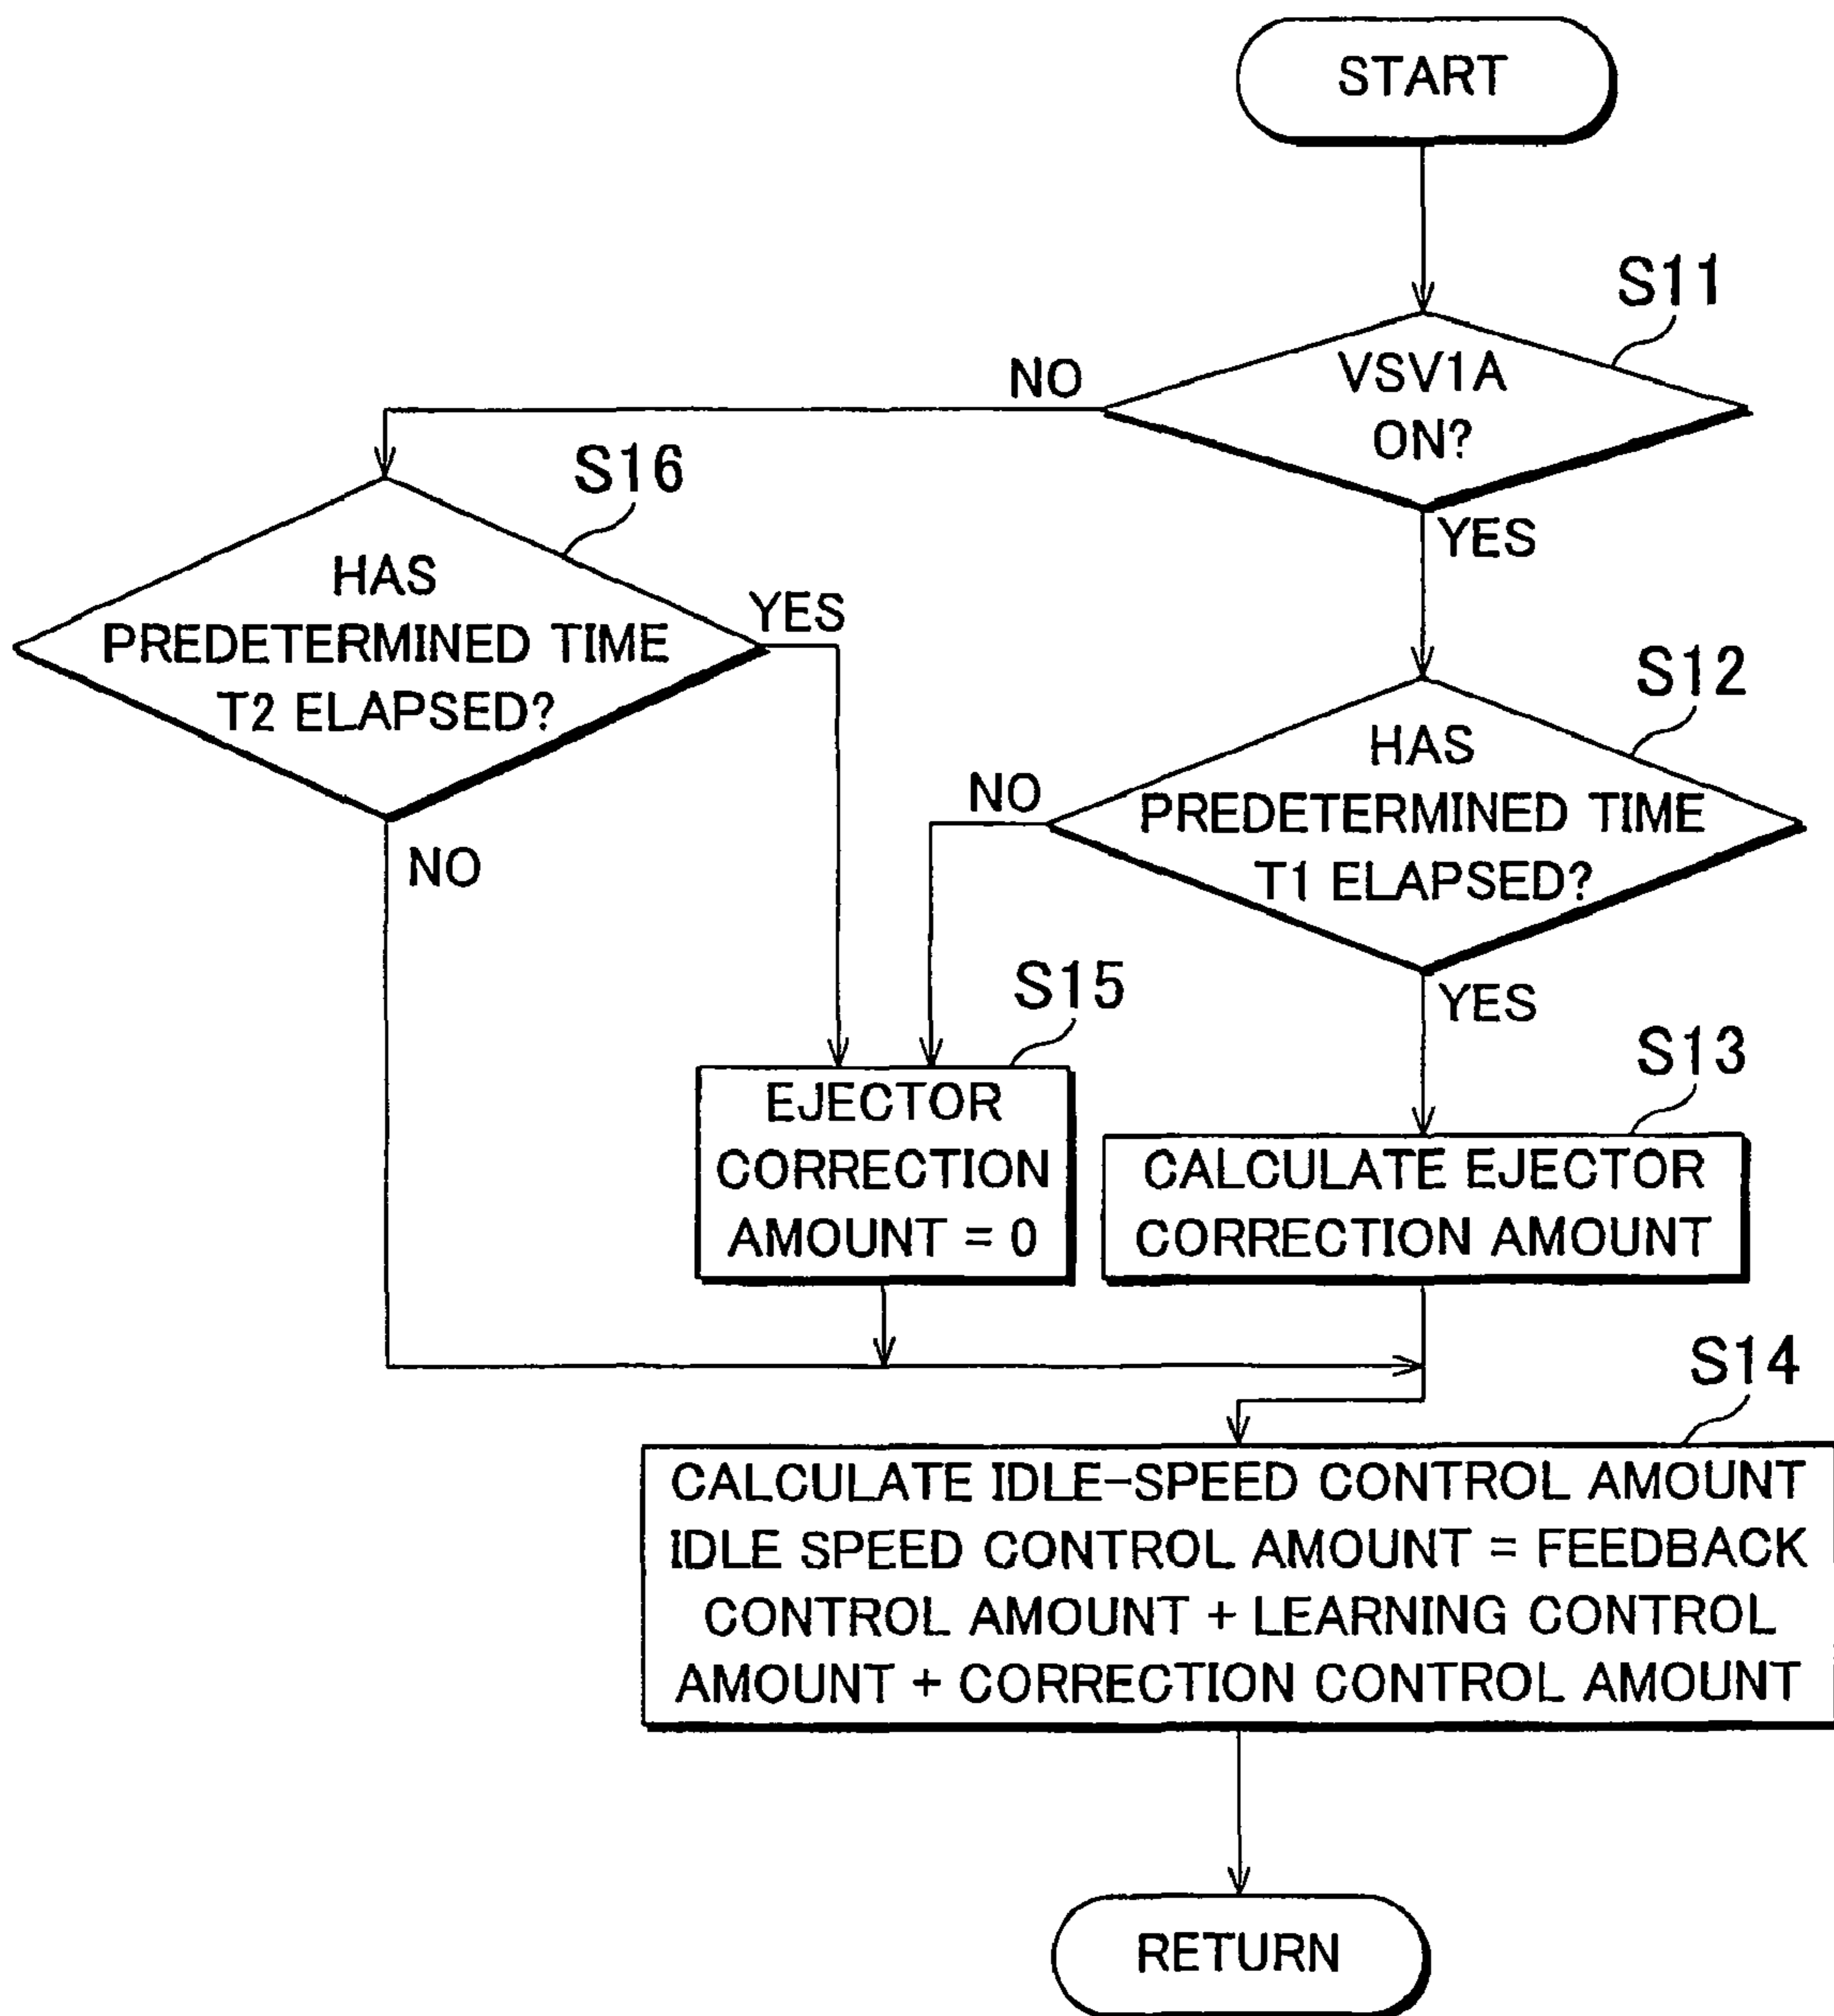 START
S11
VSV1A
ON?
NO
YES
S16
HAS
PREDETERMINED TIME
T2 ELAPSED?
YES
NO
S12
HAS
PREDETERMINED TIME
T1 ELAPSED?
NO
YES
S15
EJECTOR
CORRECTION
AMOUNT = 0
S13
CALCULATE EJECTOR
CORRECTION AMOUNT
S14
CALCULATE IDLE-SPEED CONTROL AMOUNT
IDLE SPEED CONTROL AMOUNT = FEEDBACK
CONTROL AMOUNT + LEARNING CONTROL
AMOUNT + CORRECTION CONTROL AMOUNT
RETURN